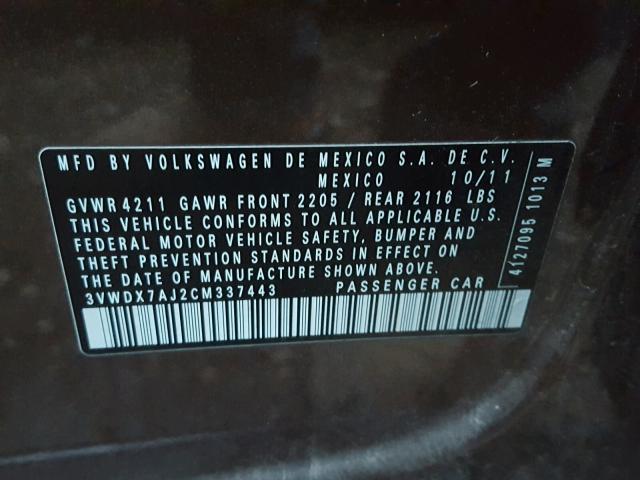 MFD BY VOLKSWAGEN DE MEXICO S.A. DE C.V.
MEXICO 10/11
GVWR 4211 GAWR FRONT 2205 / REAR 2116 LBS
THIS VEHICLE CONFORMS TO ALL APPLICABLE U.S.
FEDERAL MOTOR VEHICLE SAFETY, BUMPER AND
THEFT PREVENTION STANDARDS IN EFFECT ON
THE DATE OF MANUFACTURE SHOWN ABOVE.
3VWDX7AJ2CM337443 PASSENGER CAR
4127095 1013 M